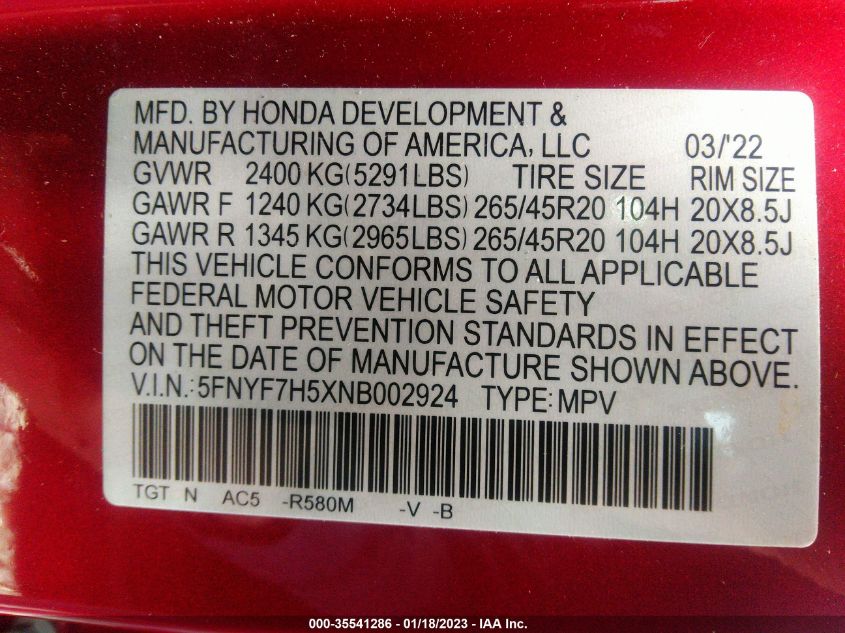 MFD. BY HONDA DEVELOPMENT &
MANUFACTURING OF AMERICA, LLC 03/'22
GVWR 2400 KG(5291LBS) TIRE SIZE RIM SIZE
GAWR F 1240 KG(2734LBS) 265/45R20 104H 20X8.5J
GAWR R 1345 KG(2965LBS) 265/45R20 104H 20X8.5J
THIS VEHICLE CONFORMS TO ALL APPLICABLE
FEDERAL MOTOR VEHICLE SAFETY
AND THEFT PREVENTION STANDARDS IN EFFECT
ON THE DATE OF MANUFACTURE SHOWN ABOVE.
V.I.N.: 5FNYF7H5XNB002924 TYPE: MPV
TGT N AC5 -R580M -V -B
000-35541286 - 01/18/2023 - IAA Inc.